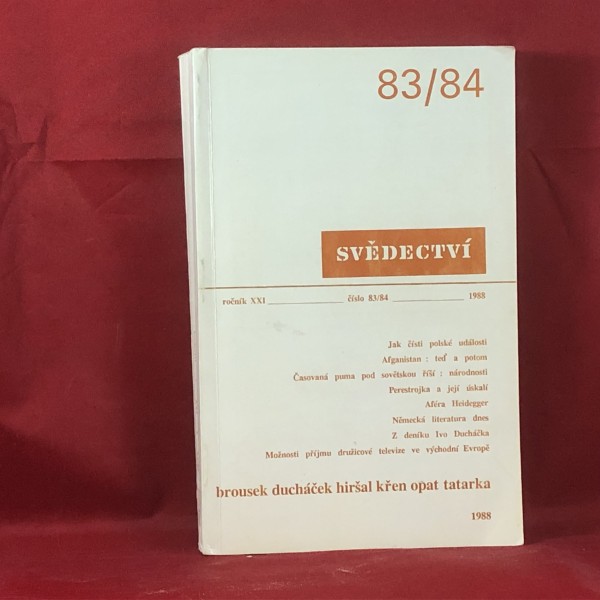 83/84
SVĚDECTVÍ
ročník XXI číslo 83/84 1988
Jak čísti polské události
Afganistan : teď a potom
Časovaná puma pod sovětskou říší : národnosti
Perestrojka a její úskalí
Aféra Heidegger
Německá literatura dnes
Z deníku Ivo Ducháčka
Možnosti příjmu družicové televize ve východní Evropě
brousek ducháček hiršal křen opat tatarka
1988